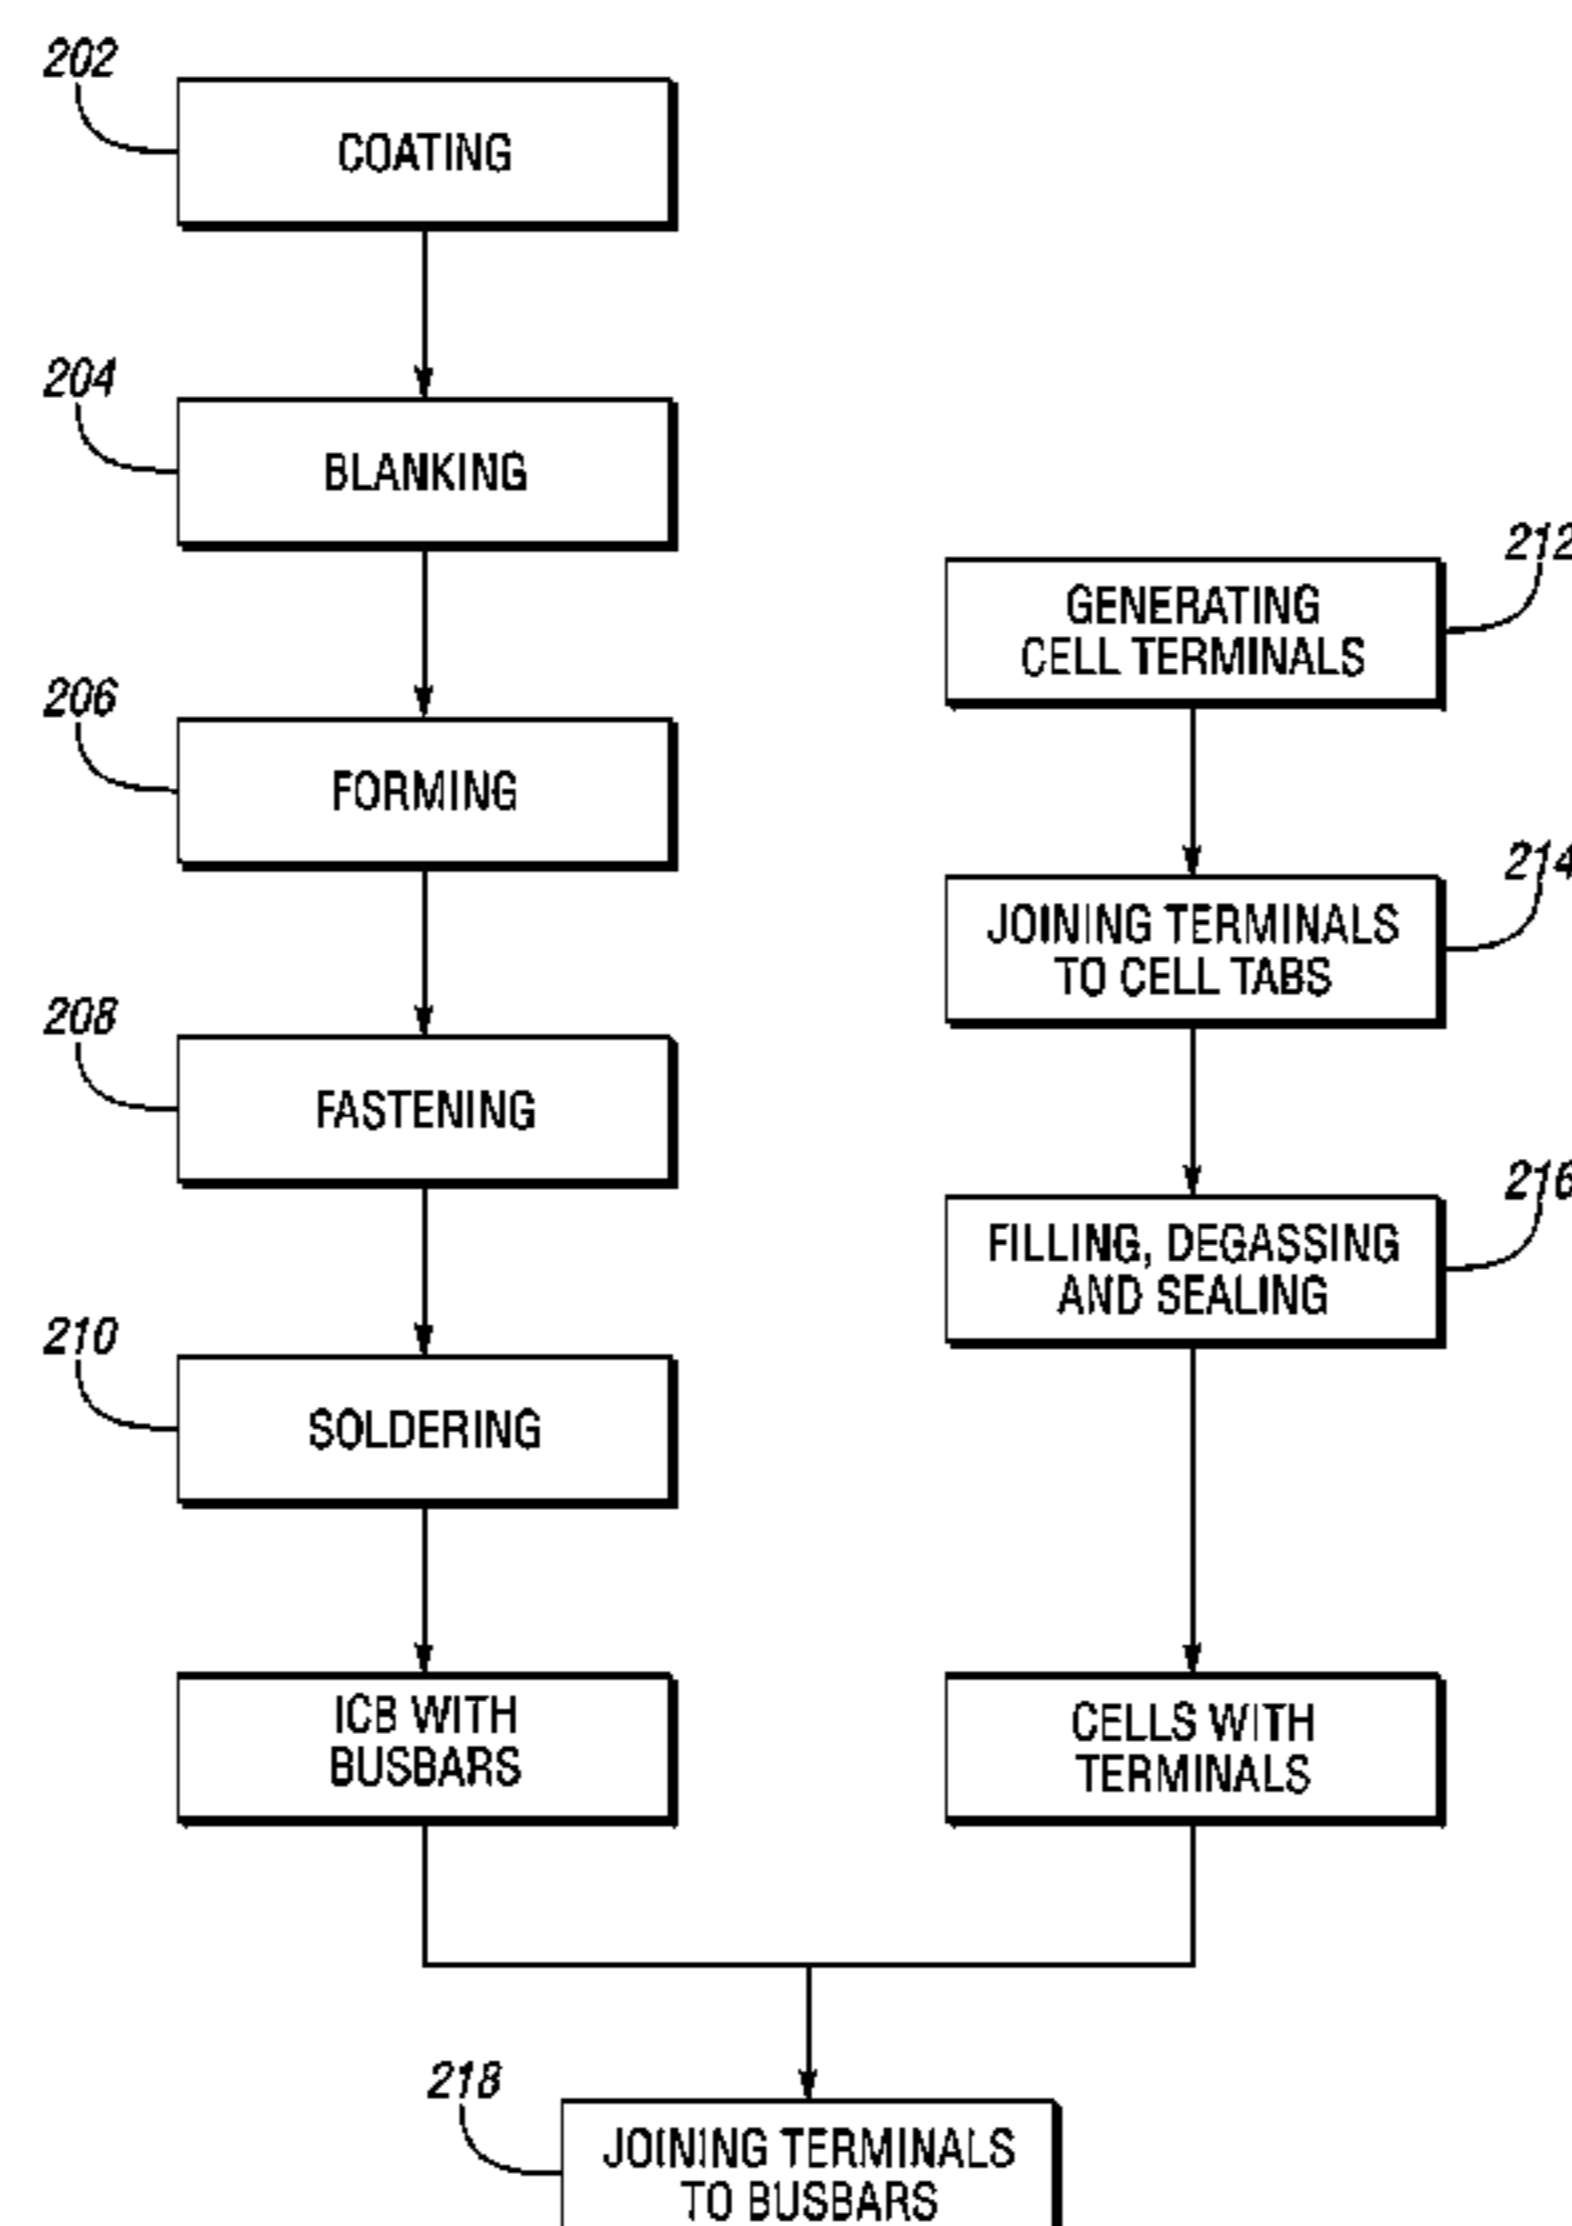 202
COATING
204
BLANKING
206
FORMING
208
FASTENING
210
SOLDERING
ICB WITH
BUSBARS
212
GENERATING
CELL TERMINALS
214
JOINING TERMINALS
TO CELL TABS
216
FILLING, DEGASSING
AND SEALING
CELLS WITH
TERMINALS
218
JOINING TERMINALS
TO BUSBARS